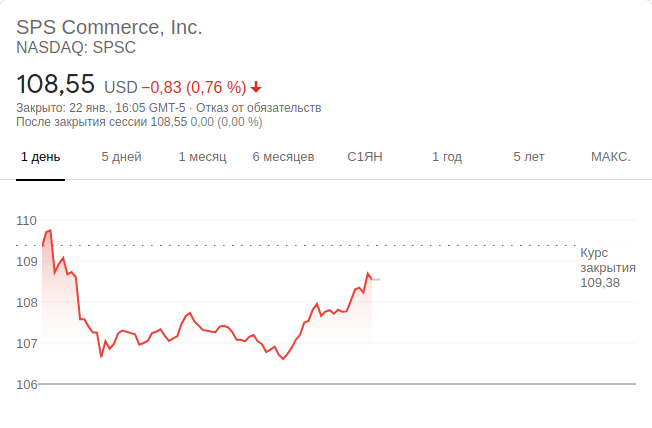 SPS Commerce, Inc.
NASDAQ: SPSC
108,55 USD −0,83 (0,76 %)
Закрыто: 22 янв., 16:05 GMT-5 · Отказ от обязательств
После закрытия сессии 108,55 0,00 (0,00 %)
1 день 5 дней 1 месяц 6 месяцев С1ЯН 1 год 5 лет МАКС.
110
109
108
107
106
Курс
закрытия
109,38